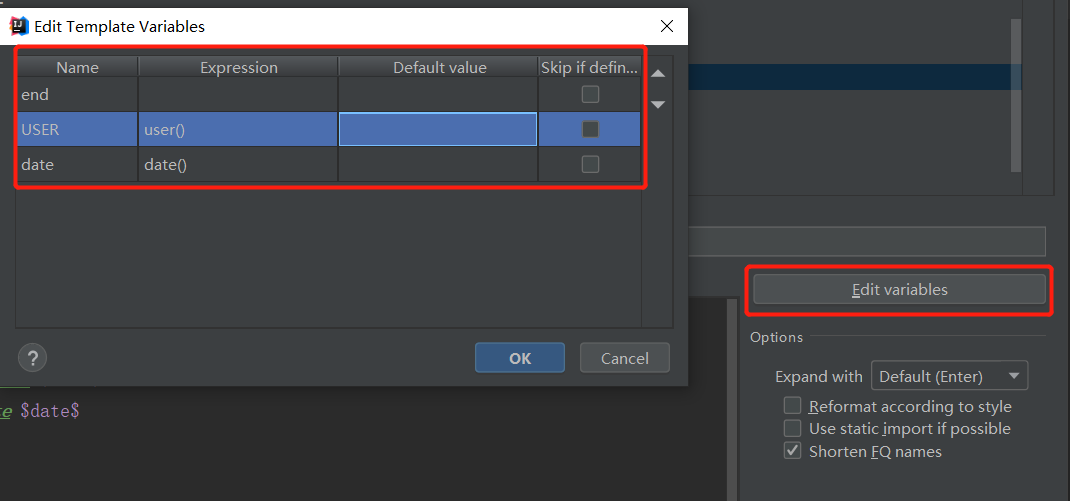 IJ
Edit Template Variables
Name Expression Default value Skip if defin...
end
USER user()
date date()
? OK Cancel
Edit variables
Options
Expand with Default (Enter)
Reformat according to style
Use static import if possible
Shorten FQ names
$date$